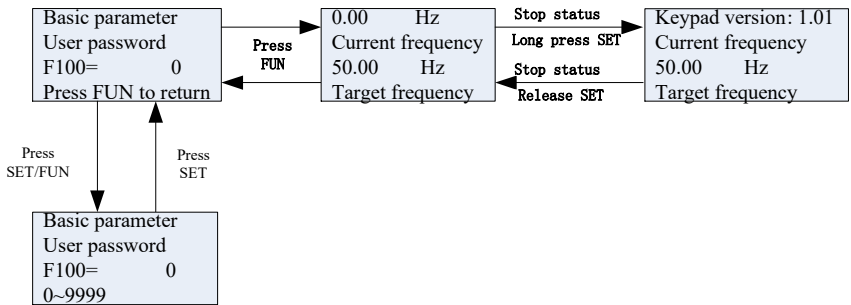 Basic parameter
User password
F100= 0
Press FUN to return
Press
FUN
0.00 Hz
Current frequency
50.00 Hz
Target frequency
Stop status
Long press SET
Stop status
Release SET
Keypad version: 1.01
Current frequency
50.00 Hz
Target frequency
Press
SET/FUN
Press
SET
Basic parameter
User password
F100= 0
0~9999